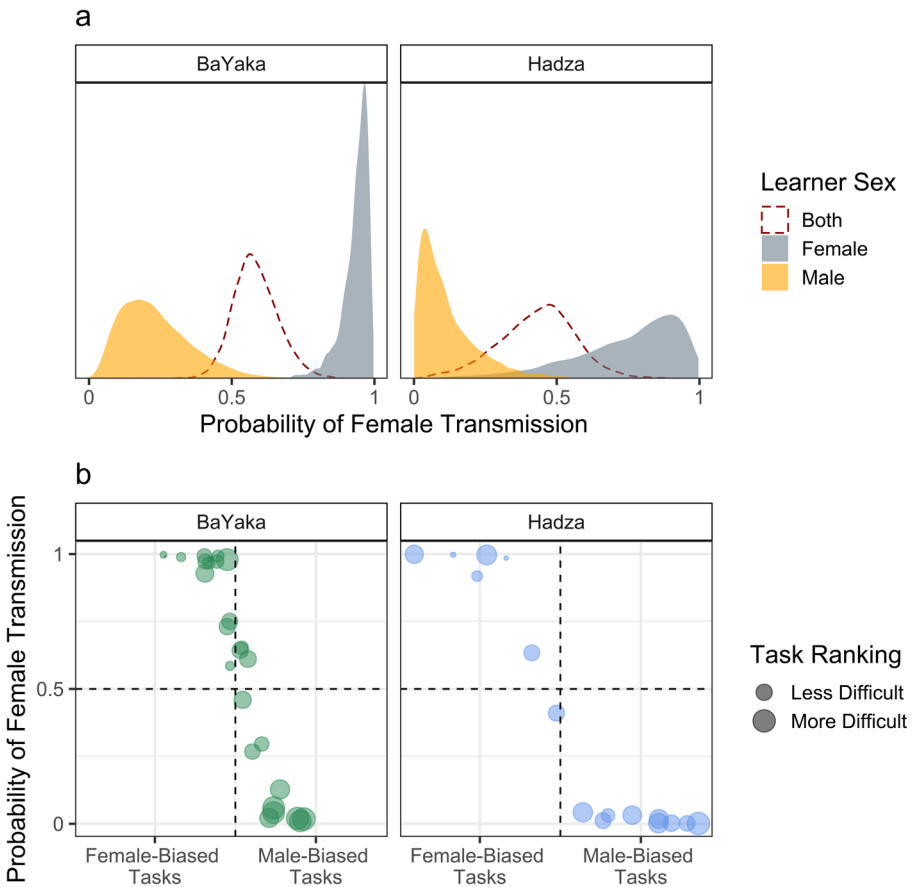 a
BaYaka
Hadza
0
0.5
1
0
0.5
1
Probability of Female Transmission
Learner Sex
Both
Female
Male
b
BaYaka
Hadza
Probability of Female Transmission
1
0.5
0
Female-Biased
Tasks
Male-Biased
Tasks
Female-Biased
Tasks
Male-Biased
Tasks
Task Ranking
Less Difficult
More Difficult